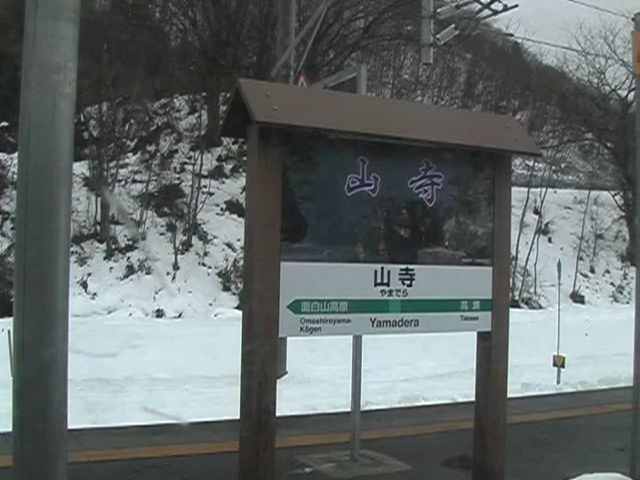 山寺
山寺
やまでら
面白山高原 高瀬
Omoshiroyama-
Kōgen Yamadera Takase